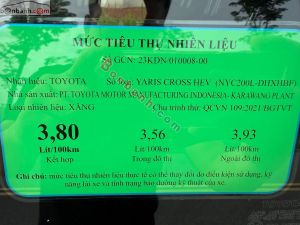 bonbanh.com
MỨC TIÊU THỤ NHIÊN LIỆU
Số GCN: 23KDN/010008-00
Nhãn hiệu: TOYOTA Số loại: YARIS CROSS HEV (NYC200L-DHXHBF)
Nhà sản xuất: PT. TOYOTA MOTOR MANUFACTURING INDONESIA - KARAWANG PLANT
Loại nhiên liệu: XĂNG Chu trình thử: QCVN 109:2021/BGTVT
3,80 3,56 3,93
Lít/100km Lít/100km Lít/100km
Kết hợp Trong đô thị Ngoài đô thị
Ghi chú: mức tiêu thụ nhiên liệu thực tế có thể thay đổi do điều kiện sử dụng, kỹ
năng lái xe và tình trạng bảo dưỡng kỹ thuật của xe.
TOYOTA